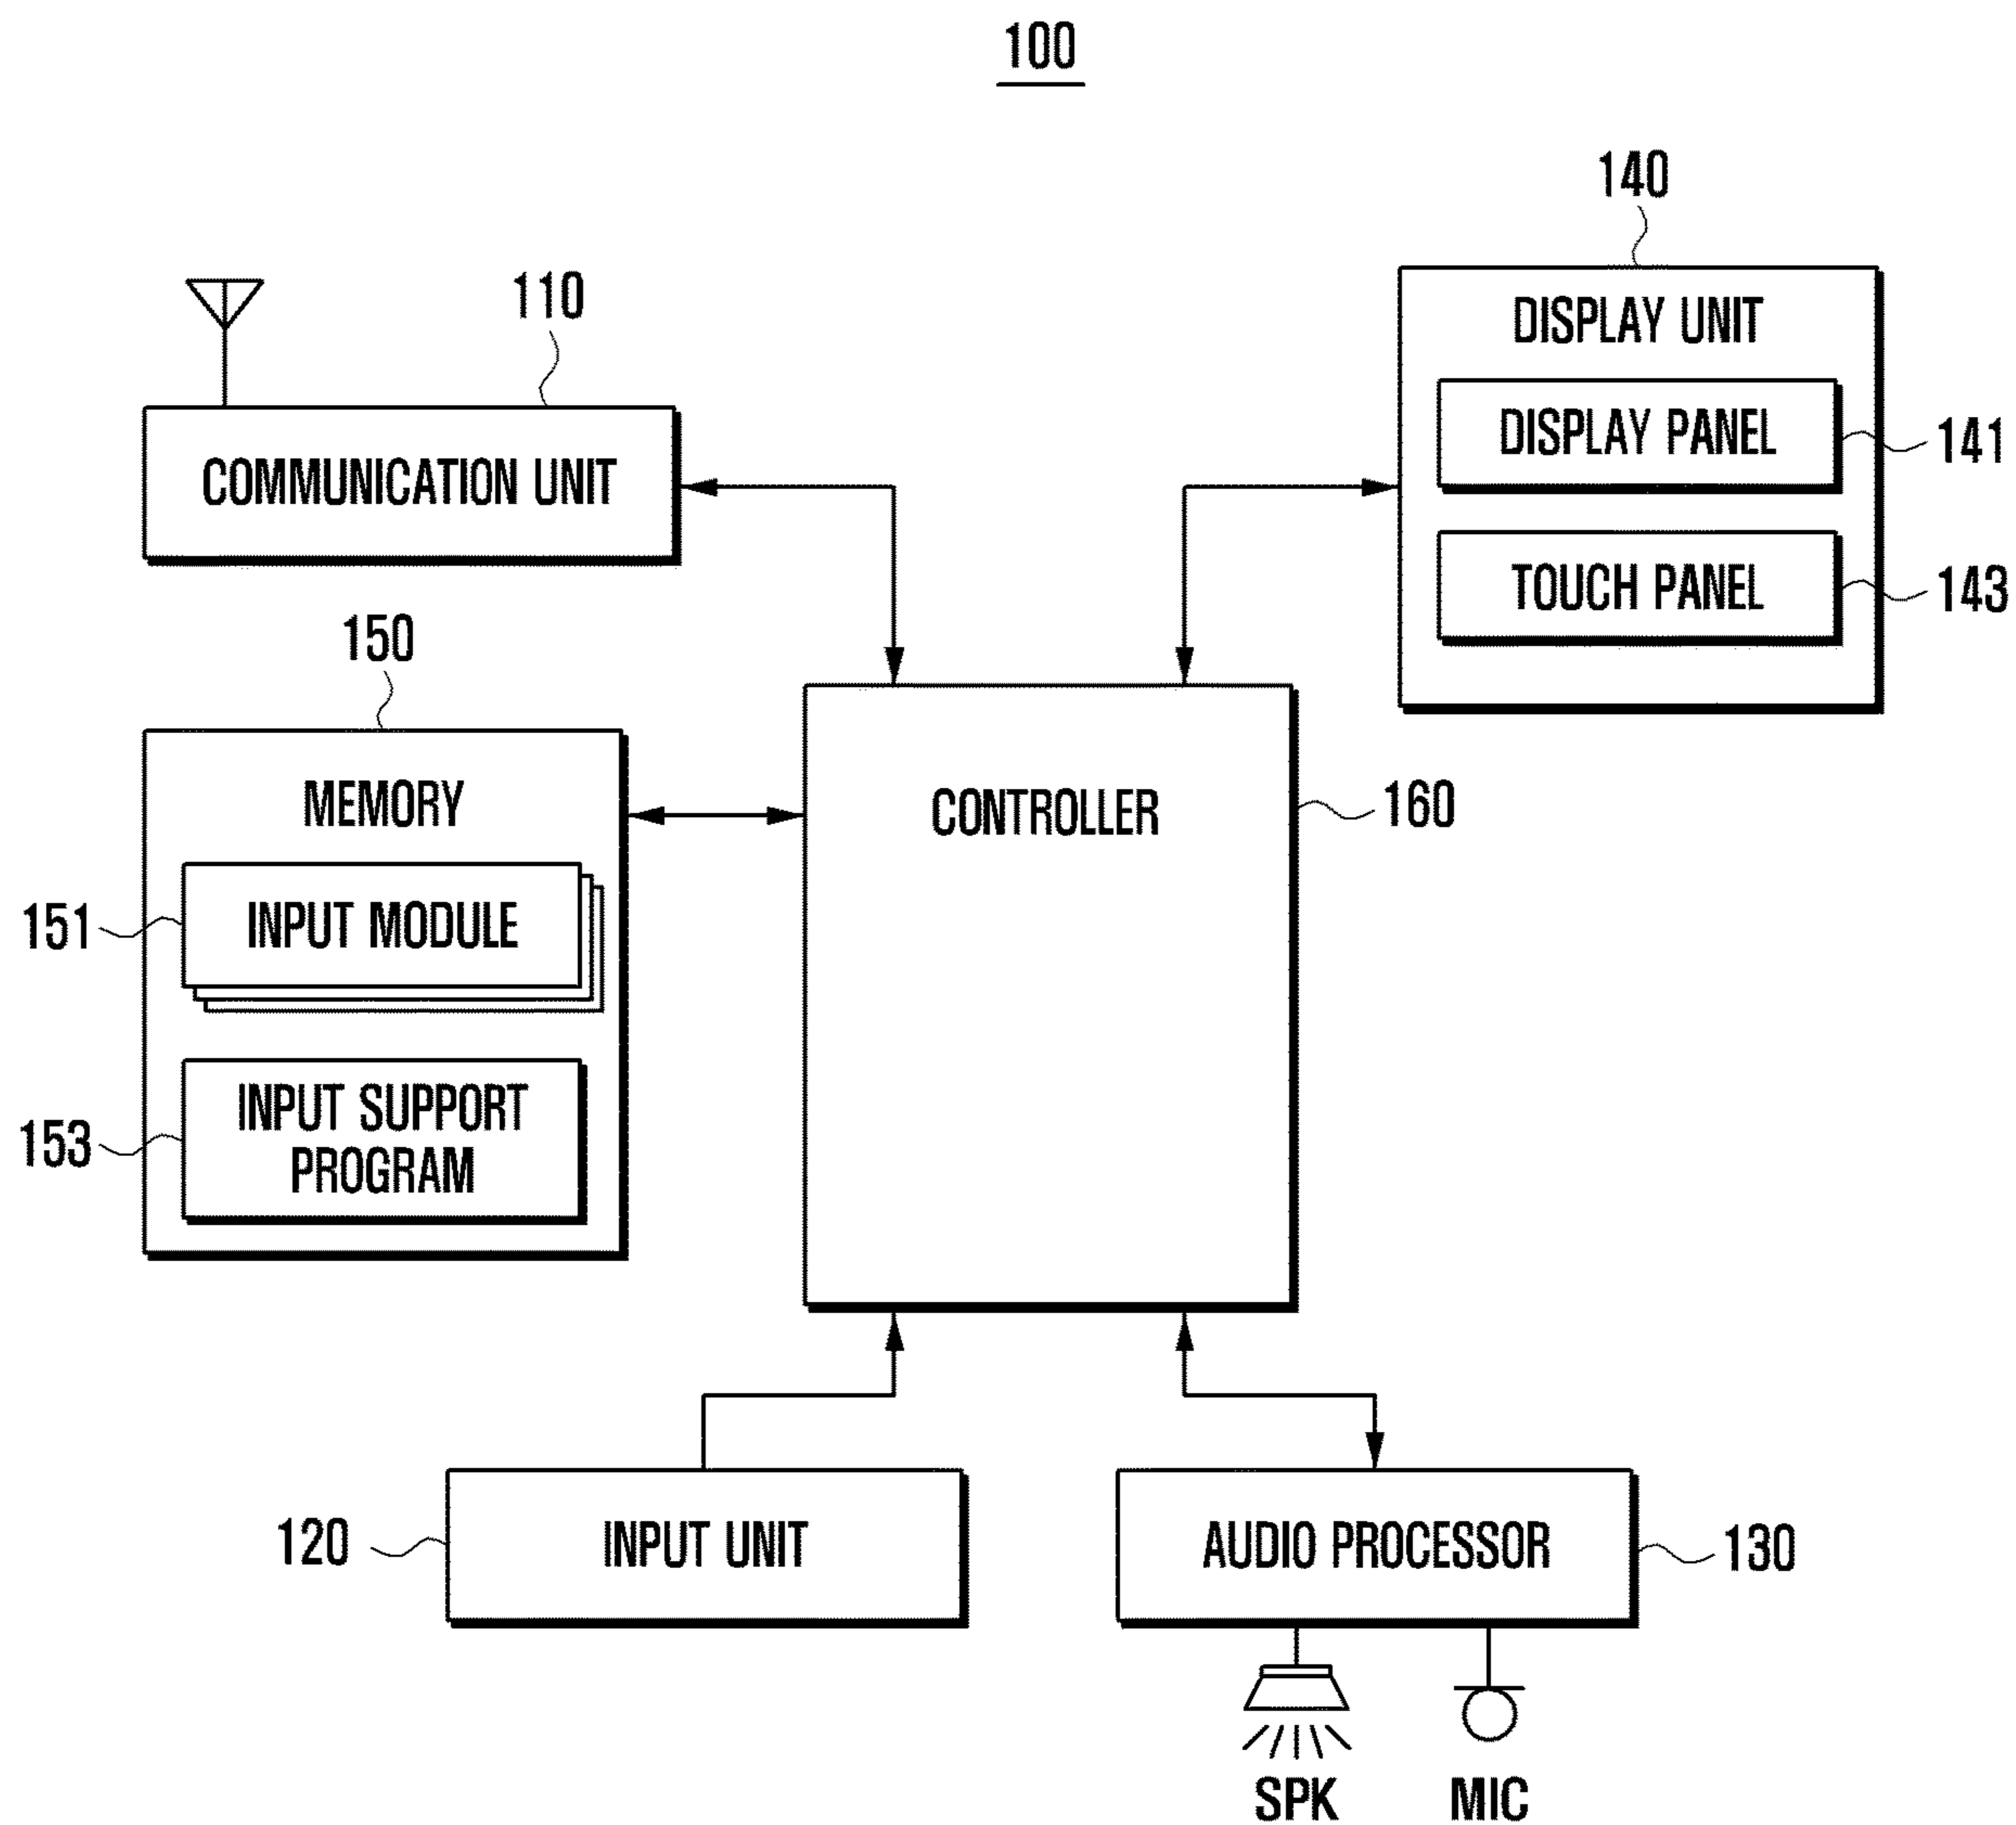 100
140
110
DISPLAY UNIT
DISPLAY PANEL
141
COMMUNICATION UNIT
TOUCH PANEL
143
150
MEMORY
CONTROLLER
160
151
INPUT MODULE
INPUT SUPPORT
PROGRAM
153
120
INPUT UNIT
AUDIO PROCESSOR
130
SPK
MIC